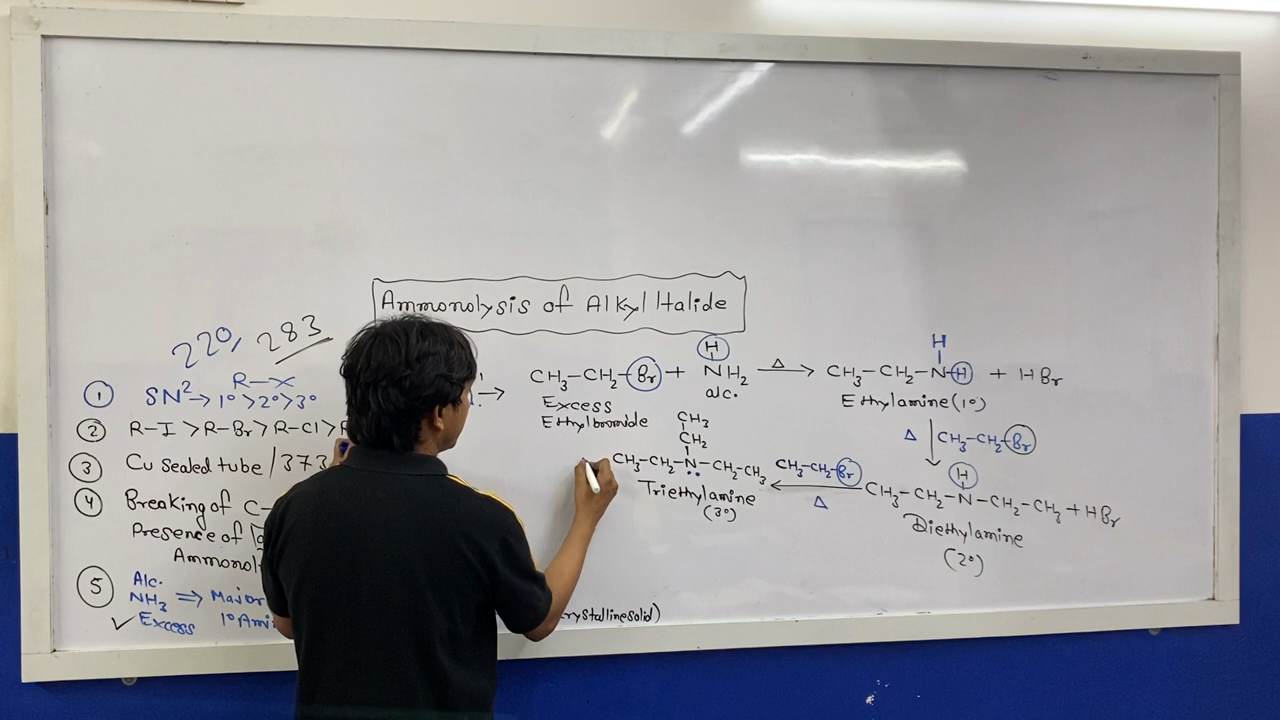 Ammonolysis of Alkyl Halide
220, 283
① SN² → 1° > 2° > 3°
R-X
② R-I > R-Br > R-Cl >
③ Cu sealed tube / 373
④ Breaking of C-
Presence of
⑤ Alc.
NH₃ ⇒ Major
✓ Excess 1° Ami
→ CH₃-CH₂-Br + NH₂ Δ→ CH₃-CH₂-N-H + HBr
H
H
Excess
Ethylbromide
alc.
Ethylamine (1°)
Δ CH₃-CH₂-Br
H
CH₃-CH₂-N-CH₂-CH₃ + HBr
Diethylamine
(2°)
CH₃-CH₂-Br
Δ
CH₃
CH₂
CH₃-CH₂-N-CH₂-CH₃
Triethylamine
(3°)
crystalline solid)